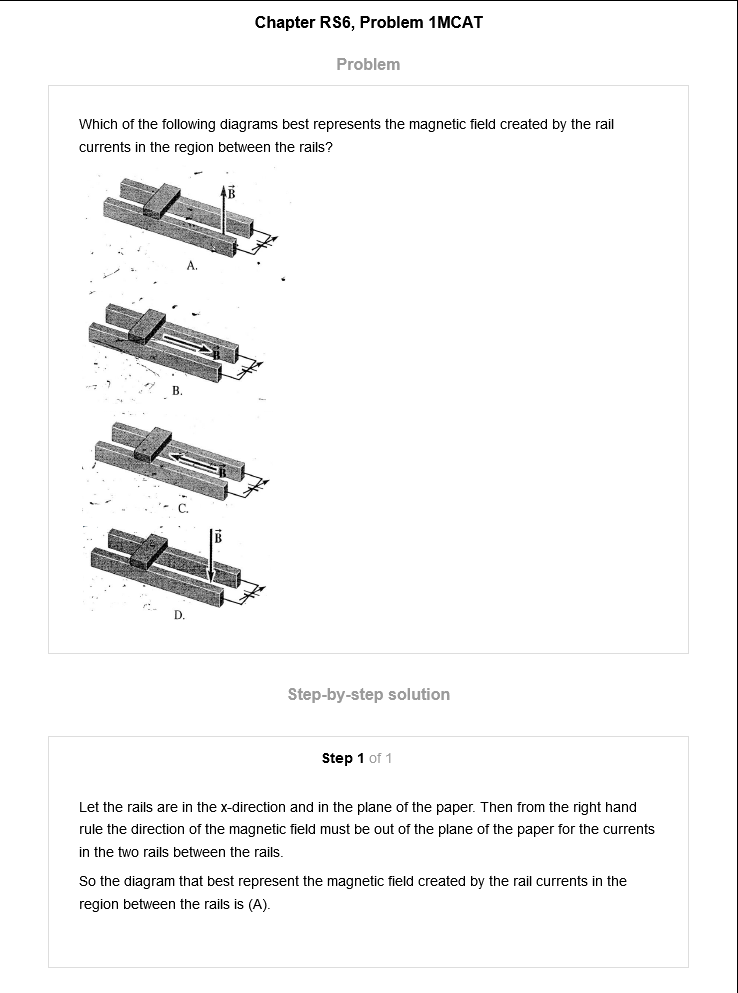 Chapter RS6, Problem 1MCAT
Problem
Which of the following diagrams best represents the magnetic field created by the rail
currents in the region between the rails?
B
A.
B
B.
B
C.
B
D.
Step-by-step solution
Step 1 of 1
Let the rails are in the x-direction and in the plane of the paper. Then from the right hand
rule the direction of the magnetic field must be out of the plane of the paper for the currents
in the two rails between the rails.
So the diagram that best represent the magnetic field created by the rail currents in the
region between the rails is (A).